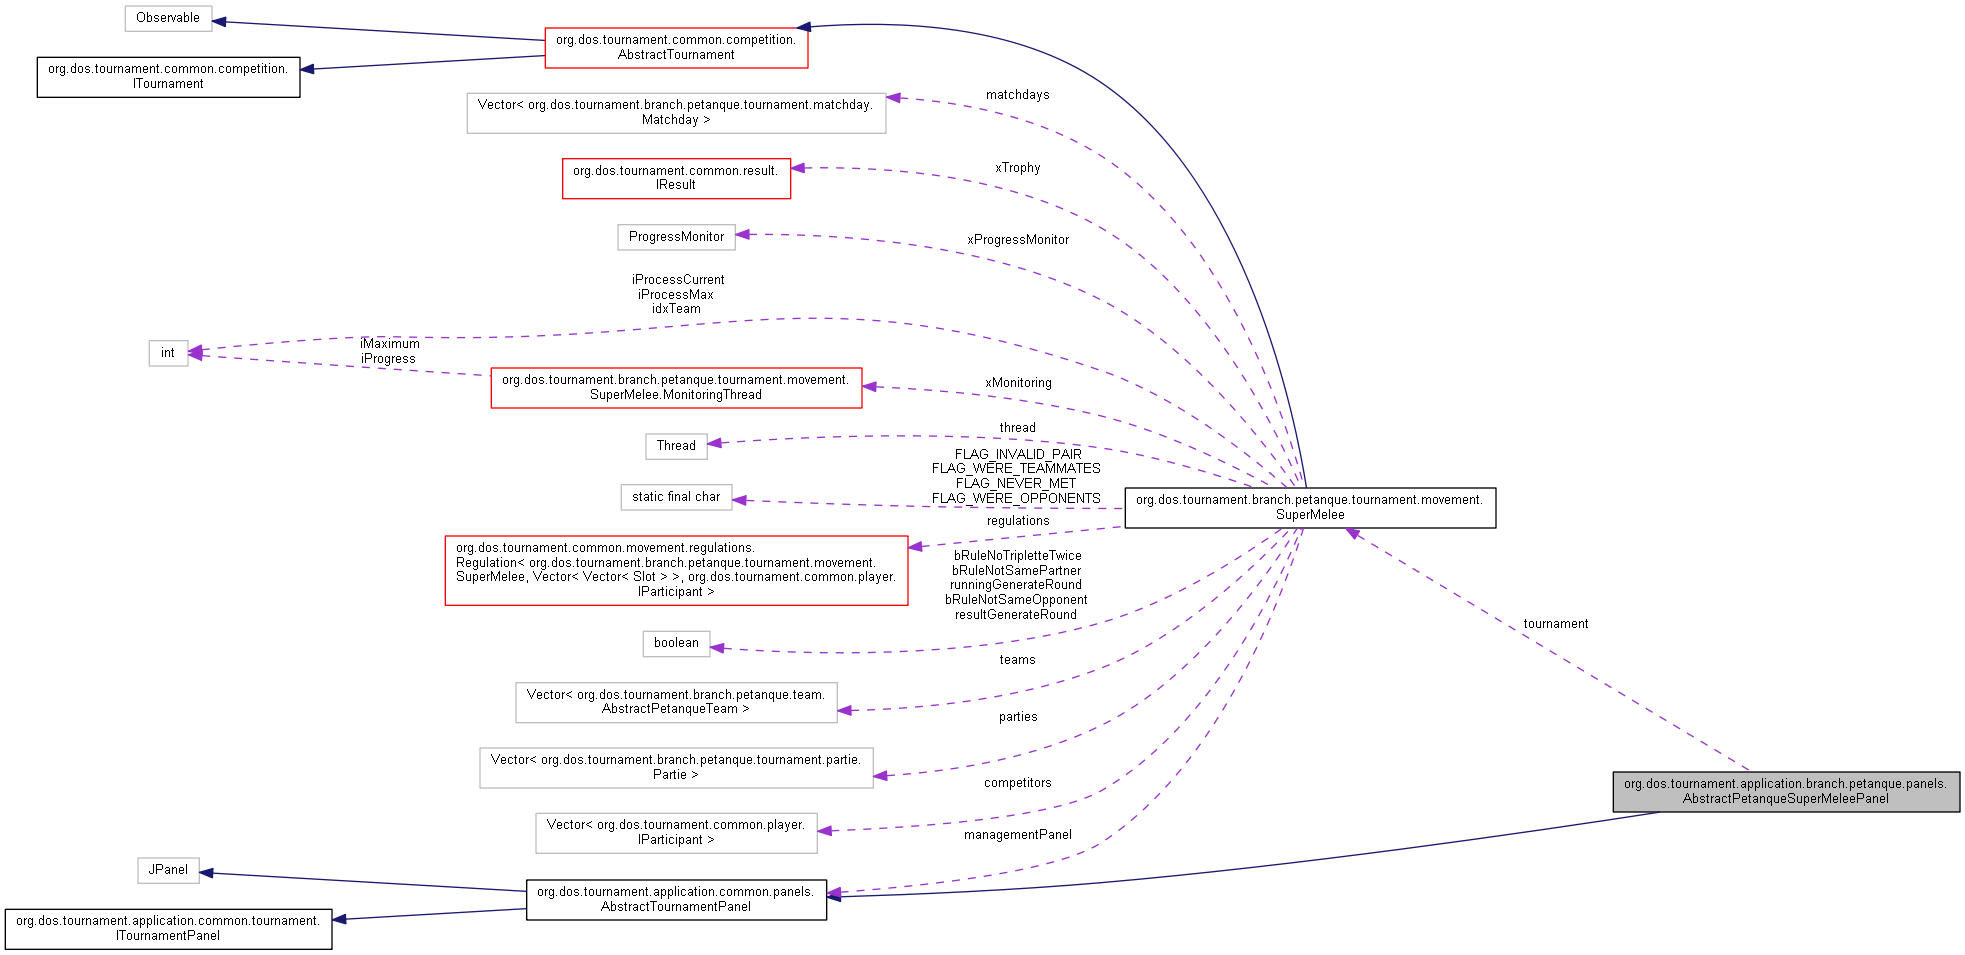 Observable
org.dos.tournament.common.competition.
AbstractTournament
org.dos.tournament.common.competition.
ITournament
matchdays
Vector< org.dos.tournament.branch.petanque.tournament.matchday.
Matchday >
xTrophy
org.dos.tournament.common.result.
IResult
xProgressMonitor
ProgressMonitor
iProcessCurrent
iProcessMax
idxTeam
iMaximum
iProgress
int
org.dos.tournament.branch.petanque.tournament.movement.
SuperMelee.MonitoringThread
xMonitoring
thread
Thread
FLAG_INVALID_PAIR
FLAG_WERE_TEAMMATES
FLAG_NEVER_MET
FLAG_WERE_OPPONENTS
static final char
org.dos.tournament.branch.petanque.tournament.movement.
SuperMelee
regulations
org.dos.tournament.common.movement.regulations.
Regulation< org.dos.tournament.branch.petanque.tournament.movement.
SuperMelee, Vector< Vector< Slot > >, org.dos.tournament.common.player.
IParticipant >
bRuleNoTripletteTwice
bRuleNotSamePartner
runningGenerateRound
bRuleNotSameOpponent
resultGenerateRound
boolean
tournament
teams
Vector< org.dos.tournament.branch.petanque.team.
AbstractPetanqueTeam >
parties
Vector< org.dos.tournament.branch.petanque.tournament.partie.
Partie >
org.dos.tournament.application.branch.petanque.panels.
AbstractPetanqueSuperMeleePanel
competitors
Vector< org.dos.tournament.common.player.
IParticipant >
managementPanel
JPanel
org.dos.tournament.application.common.panels.
AbstractTournamentPanel
org.dos.tournament.application.common.tournament.
ITournamentPanel